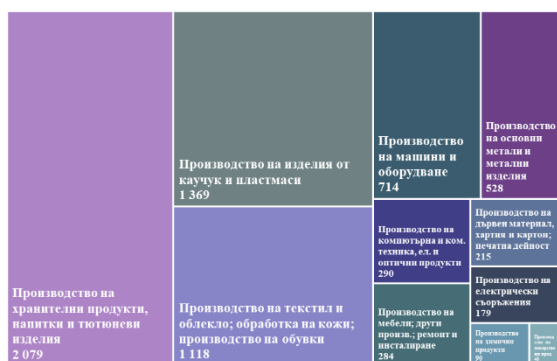 Производство на
хранителни продукти,
напитки и тютюневи
изделия
2 079
Производство на изделия от
каучук и пластмаси
1 369
Производство на текстил и
облекло; обработка на кожи;
производство на обувки
1 118
Производство
на машини и
оборудване
714
Производство
на основни
метали и
метални
изделия
528
Производство на
компютърна и ком.
техника, ел. и
оптични продукти
290
Производство на
мебели; други
произв.; ремонт и
инсталиране
284
Производство на
дървен материал,
хартия и картон;
печатна дейност
215
Производство на
електрически
съоръжения
179
Производство
на химични
продукти
90